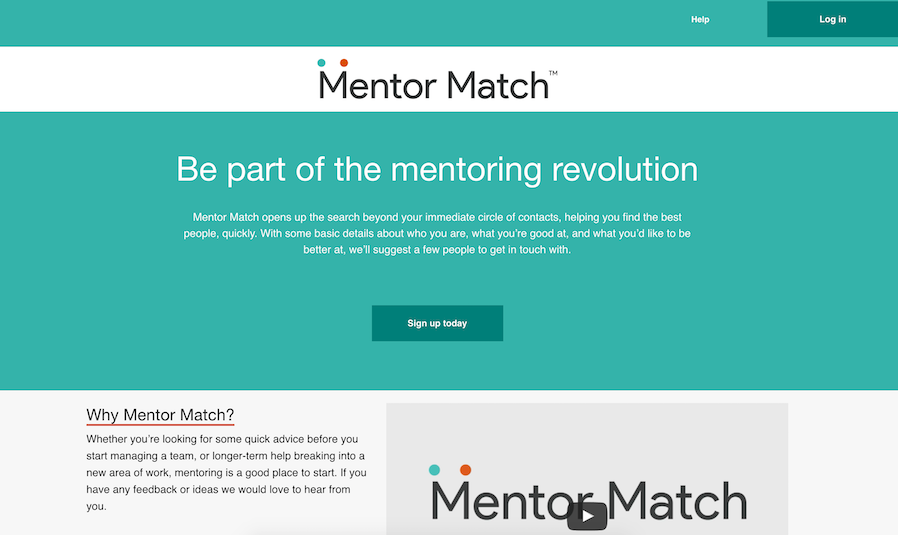 Help
Log in
Mentor Match™
Be part of the mentoring revolution
Mentor Match opens up the search beyond your immediate circle of contacts, helping you find the best
people, quickly. With some basic details about who you are, what you're good at, and what you'd like to be
better at, we'll suggest a few people to get in touch with.
Sign up today
Why Mentor Match?
Whether you're looking for some quick advice before you
start managing a team, or longer-term help breaking into a
new area of work, mentoring is a good place to start. If you
have any feedback or ideas we would love to hear from
you.
Mentor Match